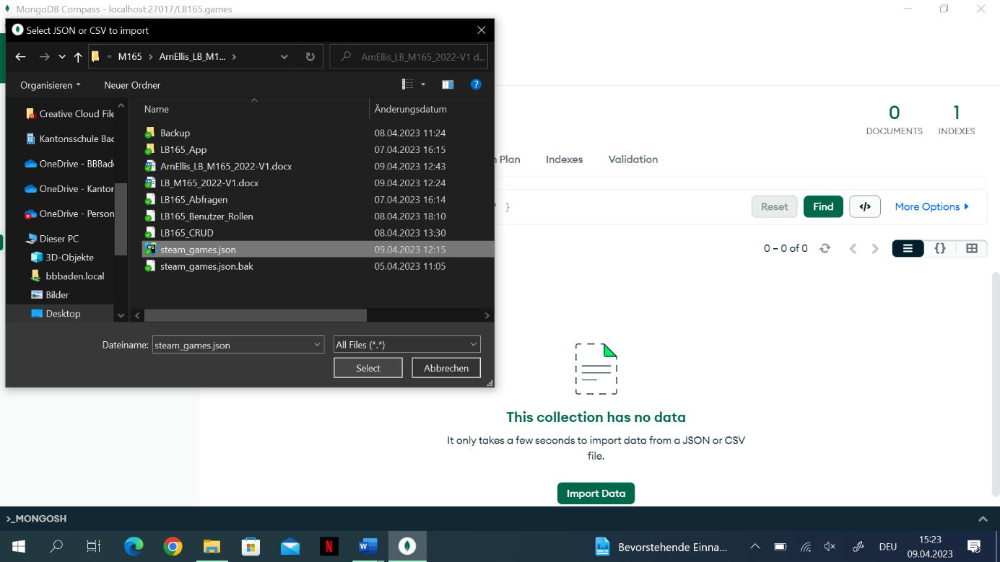 MongoDB Compass - localhost:27017/LB165.games
Select JSON or CSV to import
« M165 > ArnEllis_LB_M1... >
ArnEllis_LB_M165_2022-V1 d...
Organisieren
Neuer Ordner
Name
Änderungsdatum
Creative Cloud File
Kantonsschule Bad
OneDrive - BBBade
OneDrive - Kantor
OneDrive - Person
Dieser PC
3D-Objekte
bbbaden.local
Bilder
Desktop
Backup 08.04.2023 11:24
LB165_App 07.04.2023 16:15
ArnEllis_LB_M165_2022-V1.docx 09.04.2023 12:43
LB_M165_2022-V1.docx 09.04.2023 12:24
LB165_Abfragen 07.04.2023 16:14
LB165_Benutzer_Rollen 08.04.2023 18:10
LB165_CRUD 08.04.2023 13:30
steam_games.json 09.04.2023 12:15
steam_games.json.bak 05.04.2023 11:05
Dateiname: steam_games.json
All Files (*.*)
Select
Abbrechen
0
DOCUMENTS
1
INDEXES
n Plan
Indexes
Validation
' }
Reset
Find
</>
More Options
0 – 0 of 0
{}
This collection has no data
It only takes a few seconds to import data from a JSON or CSV
file.
Import Data
>_MONGOSH
Bevorstehende Einna...
DEU
15:23
09.04.2023